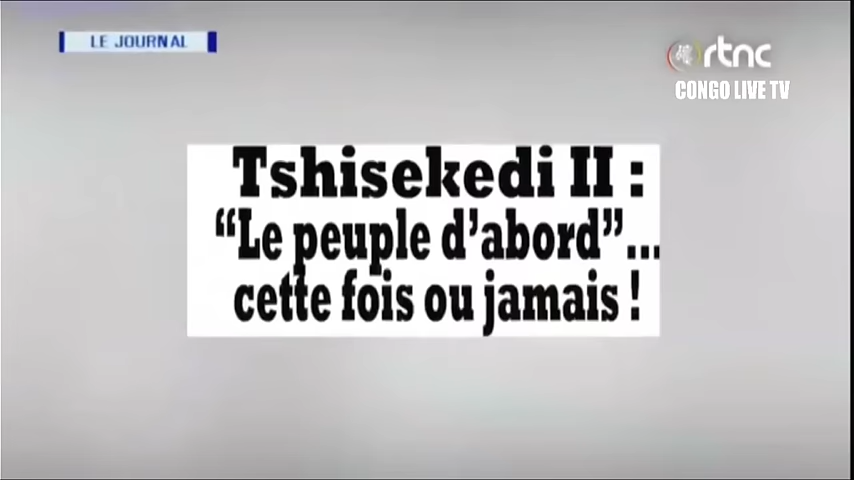 LE JOURNAL
rtnc
CONGO LIVE TV
Tshisekedi II :
“Le peuple d’abord”...
cette fois ou jamais !